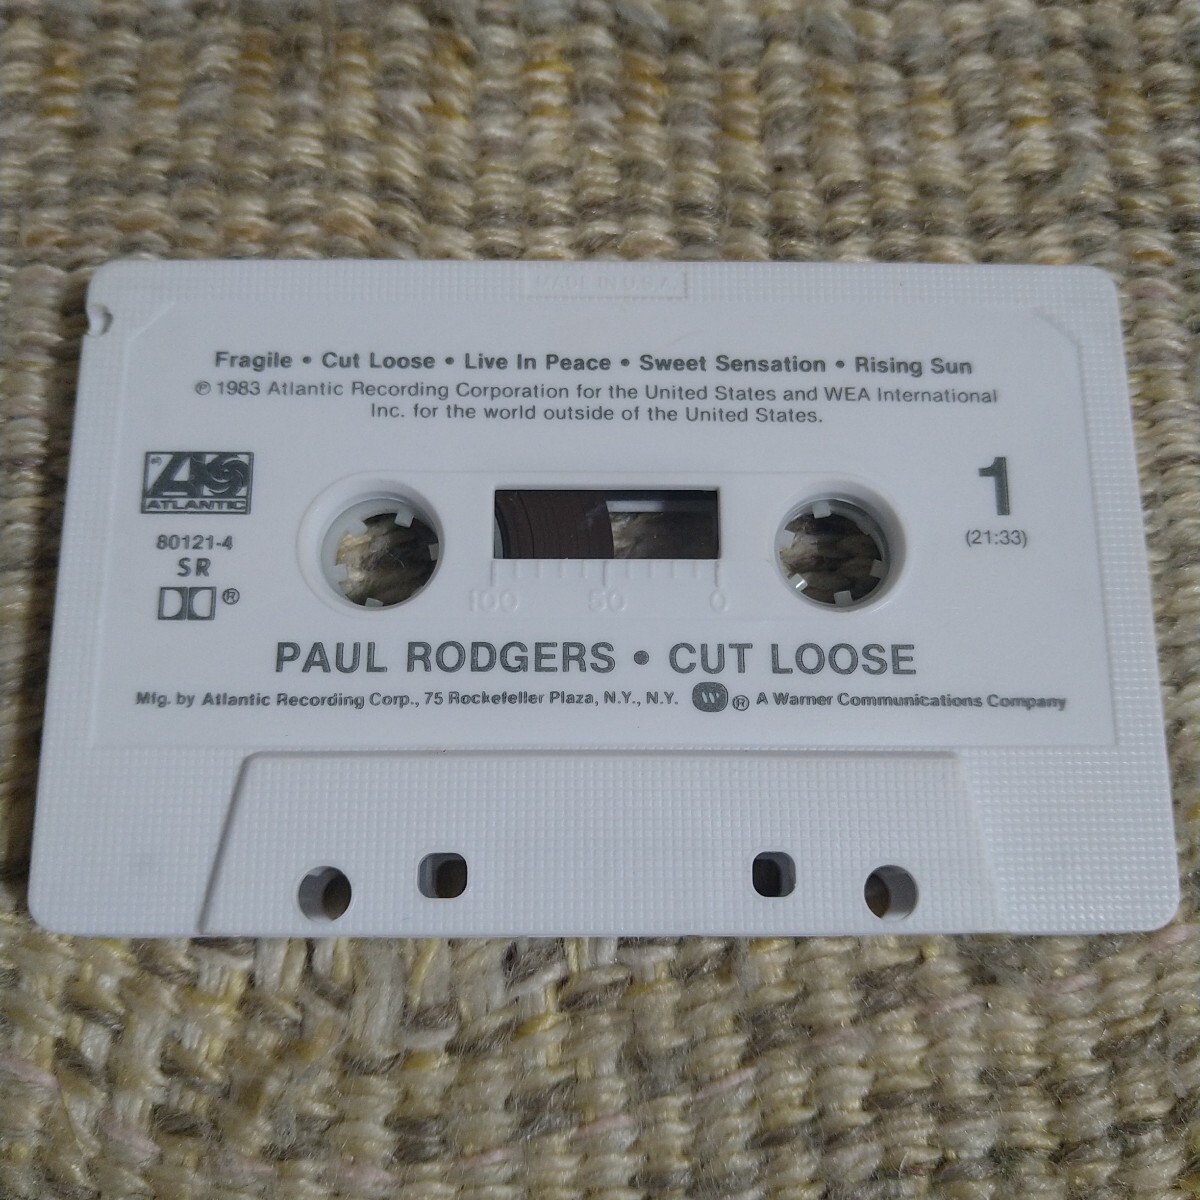 MADE IN U.S.A.
Fragile • Cut Loose • Live In Peace • Sweet Sensation • Rising Sun
℗ 1983 Atlantic Recording Corporation for the United States and WEA International
Inc. for the world outside of the United States.
ATLANTIC
80121-4
SR
®
1
(21:33)
100 50 0
PAUL RODGERS • CUT LOOSE
Mfg. by Atlantic Recording Corp., 75 Rockefeller Plaza, N.Y., N.Y. W ® A Warner Communications Company